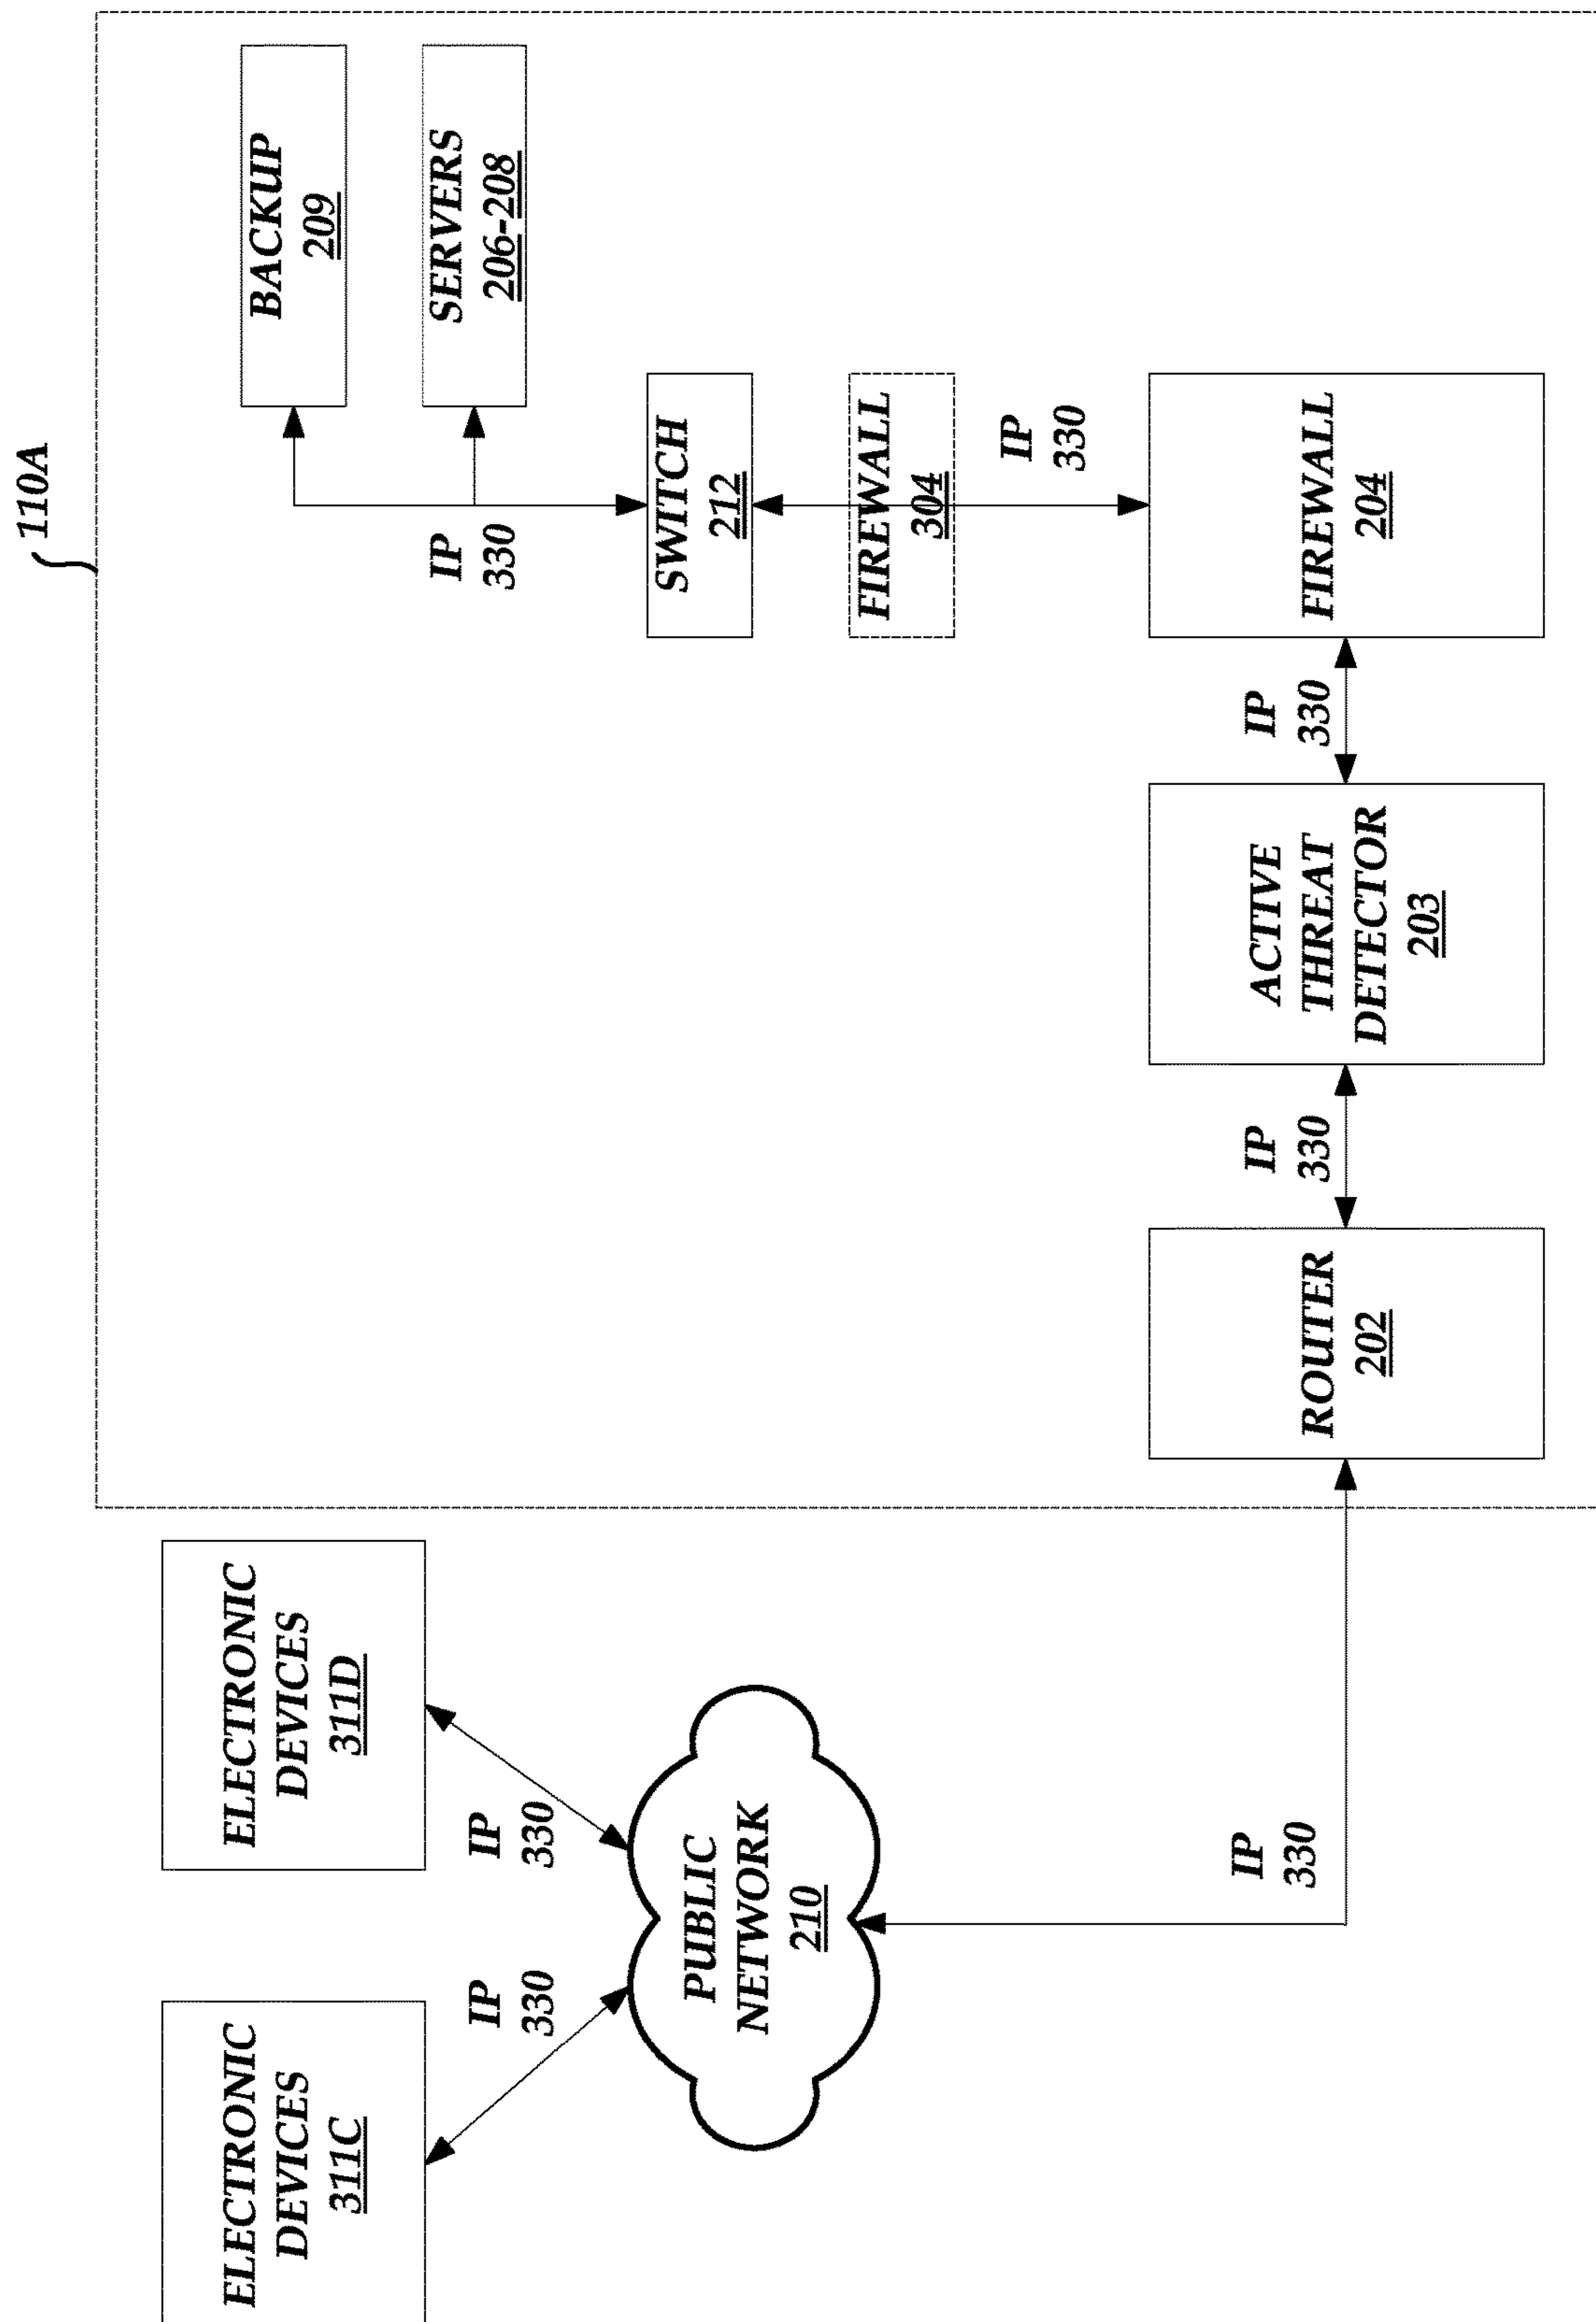 110A
ELECTRONIC
DEVICES
311C
ELECTRONIC
DEVICES
311D
BACKUP
209
SERVERS
206-208
IP
330
IP
330
IP
330
PUBLIC
NETWORK
210
SWITCH
212
FIREWALL
304
IP
330
IP
330
ROUTER
202
IP
330
ACTIVE
THREAT
DETECTOR
203
IP
330
FIREWALL
204